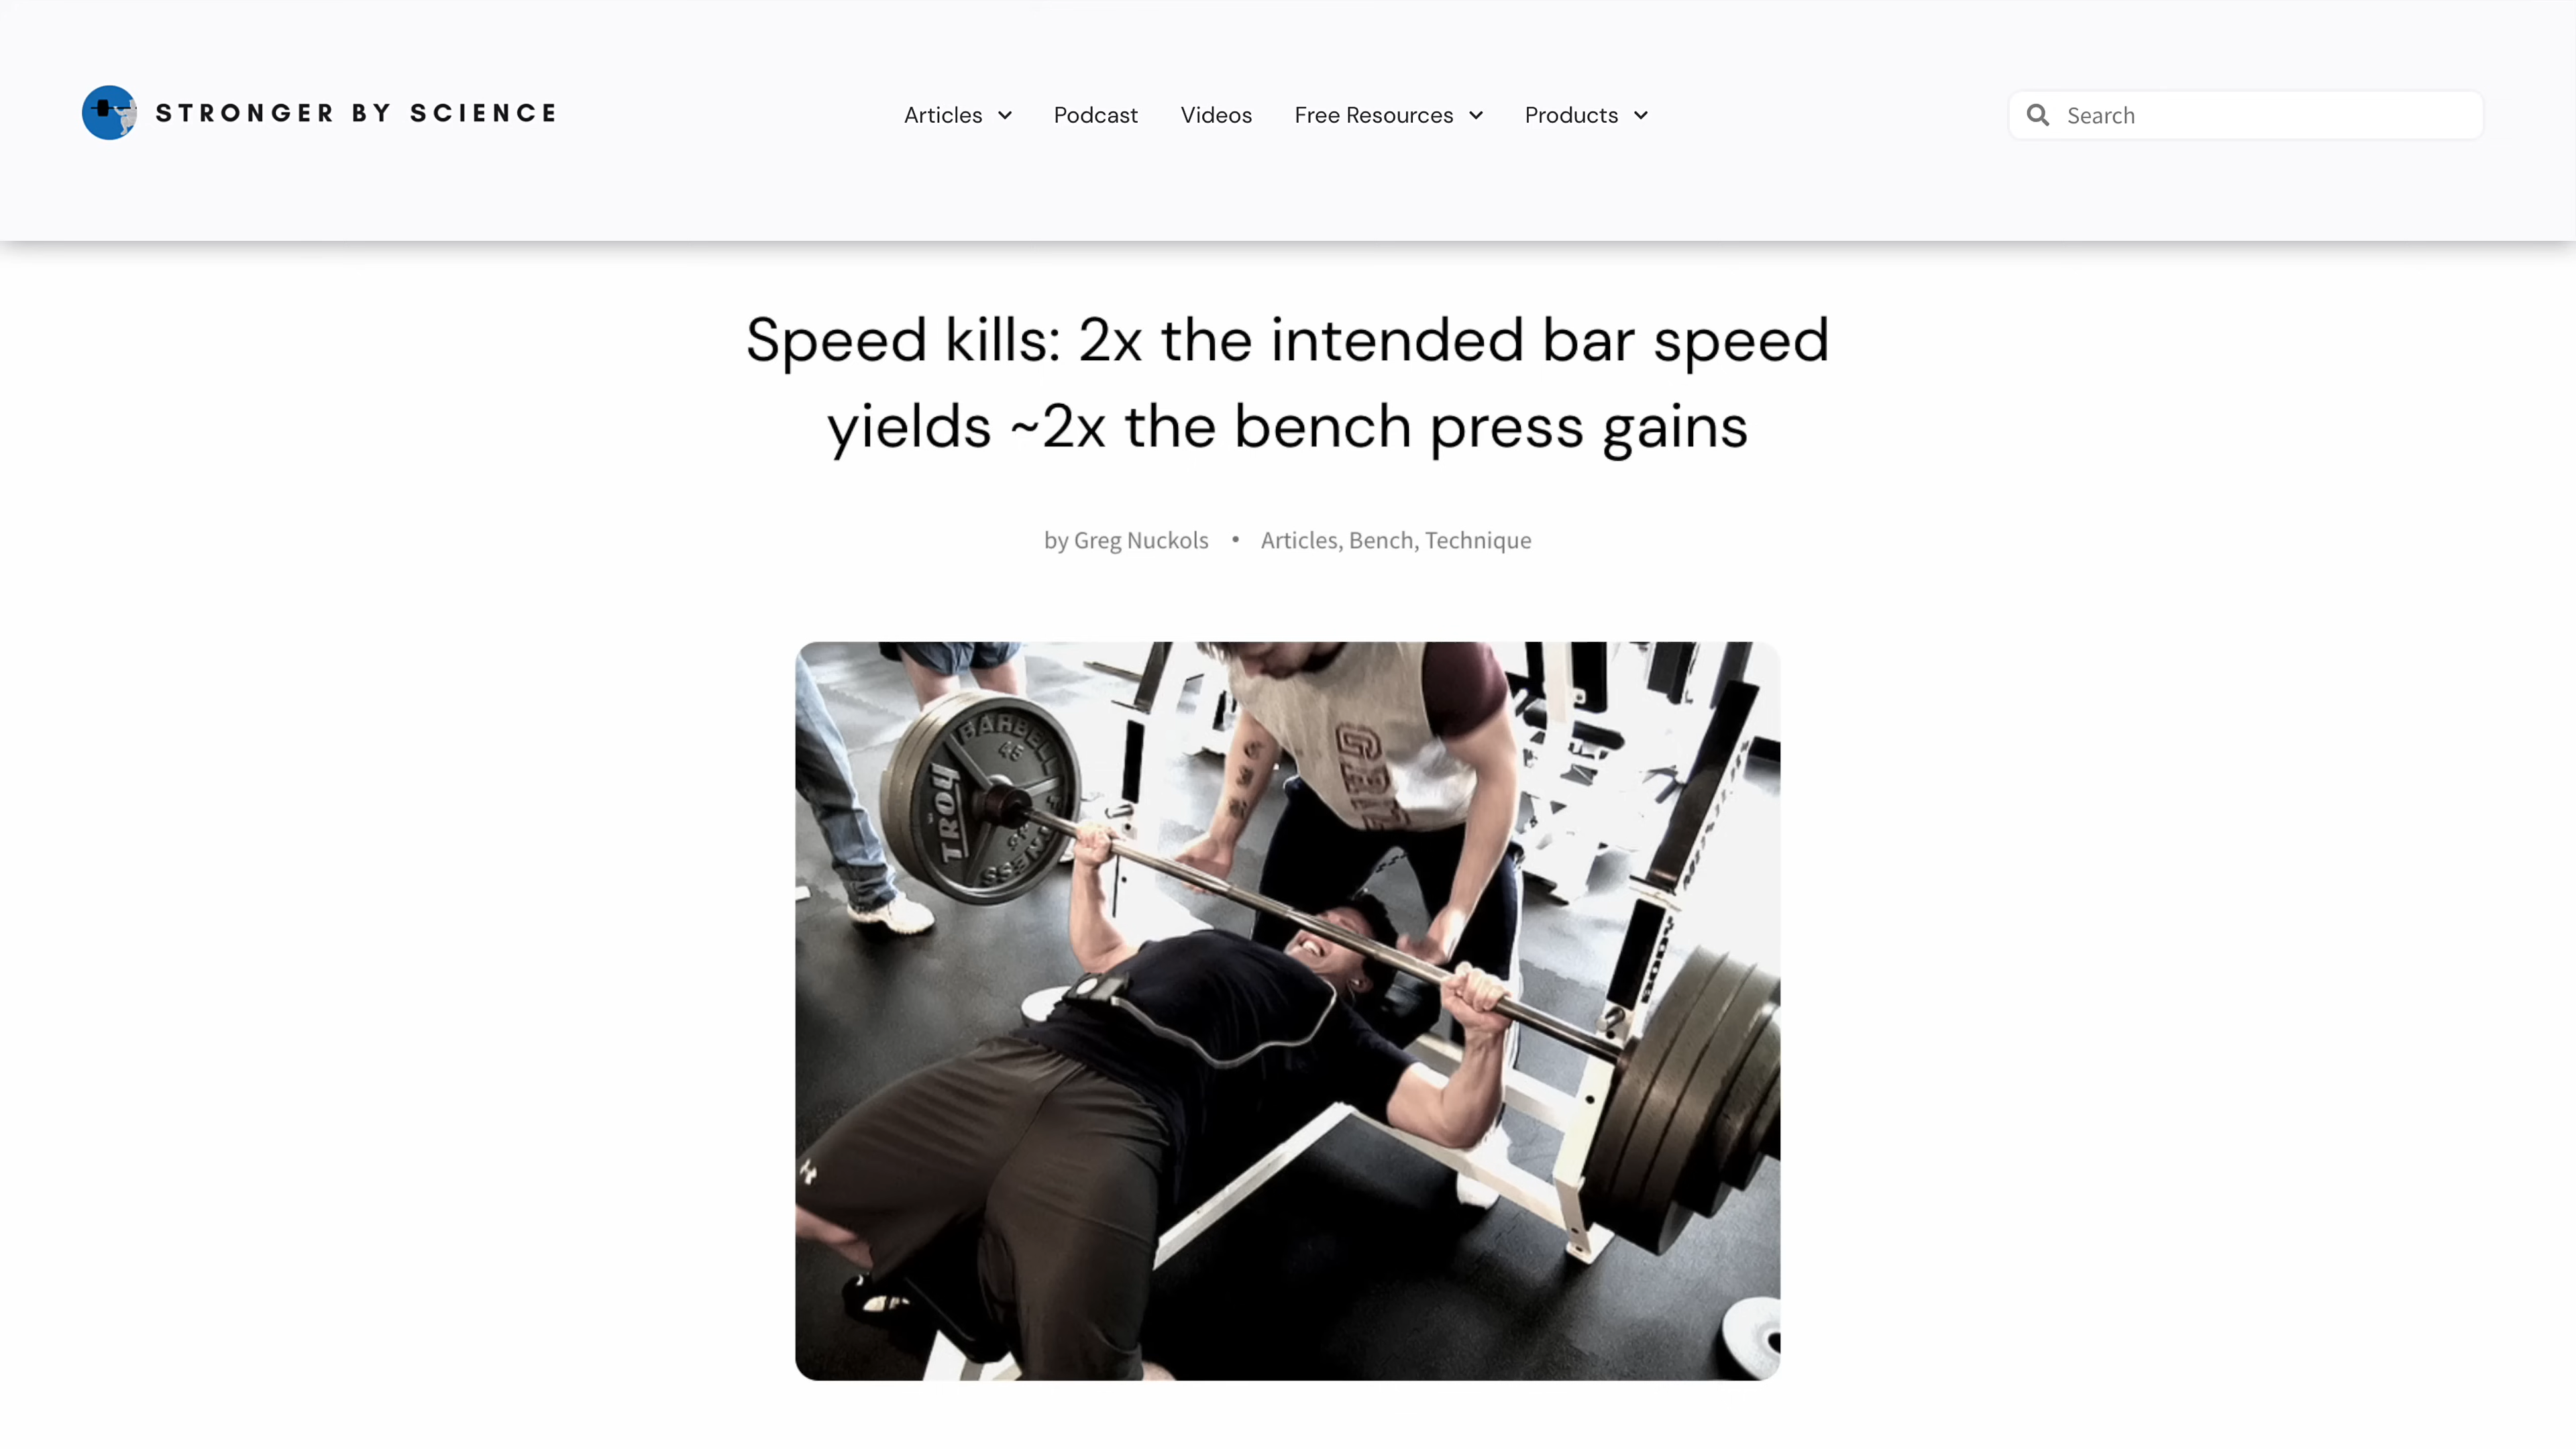 STRONGER BY SCIENCE
Articles Podcast Videos Free Resources Products
Search
Speed kills: 2x the intended bar speed
yields ~2x the bench press gains
by Greg Nuckols • Articles, Bench, Technique
BARBELL
45
TROY